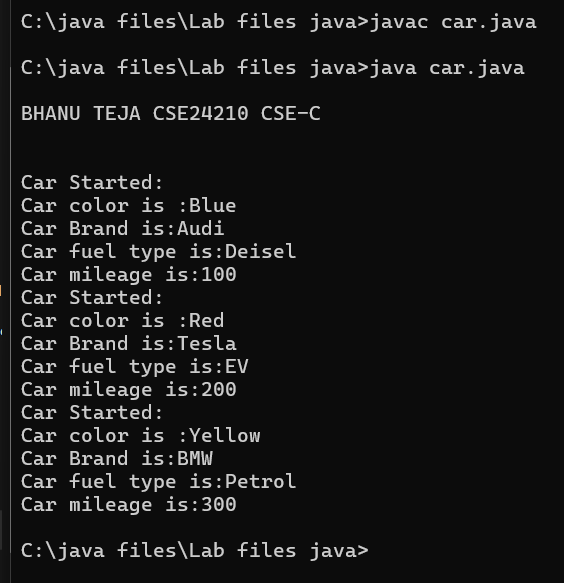 C:\java files\Lab files java>javac car.java
C:\java files\Lab files java>java car.java
BHANU TEJA CSE24210 CSE-C
Car Started:
Car color is :Blue
Car Brand is:Audi
Car fuel type is:Deisel
Car mileage is:100
Car Started:
Car color is :Red
Car Brand is:Tesla
Car fuel type is:EV
Car mileage is:200
Car Started:
Car color is :Yellow
Car Brand is:BMW
Car fuel type is:Petrol
Car mileage is:300
C:\java files\Lab files java>